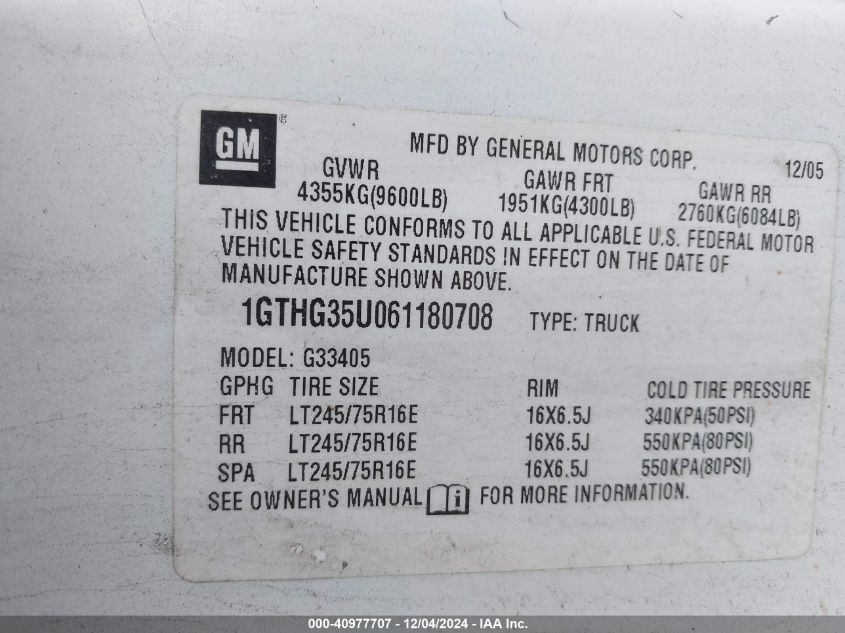 GM ®
MFD BY GENERAL MOTORS CORP. 12/05
GVWR GAWR FRT GAWR RR
4355KG(9600LB) 1951KG(4300LB) 2760KG(6084LB)
THIS VEHICLE CONFORMS TO ALL APPLICABLE U.S. FEDERAL MOTOR
VEHICLE SAFETY STANDARDS IN EFFECT ON THE DATE OF
MANUFACTURE SHOWN ABOVE.
1GTHG35U061180708 TYPE: TRUCK
MODEL: G33405
GPHG TIRE SIZE RIM COLD TIRE PRESSURE
FRT LT245/75R16E 16X6.5J 340KPA(50PSI)
RR LT245/75R16E 16X6.5J 550KPA(80PSI)
SPA LT245/75R16E 16X6.5J 550KPA(80PSI)
SEE OWNER'S MANUAL i FOR MORE INFORMATION.
000-40977707 - 12/04/2024 - IAA Inc.